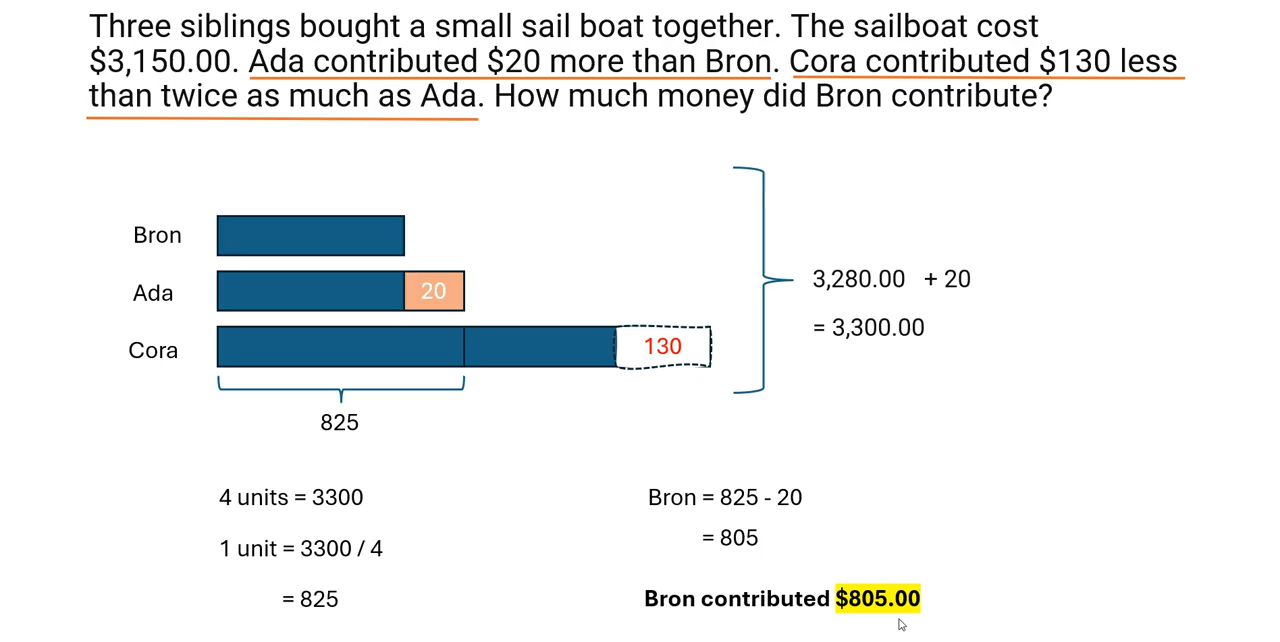 Three siblings bought a small sail boat together. The sailboat cost
$3,150.00. Ada contributed $20 more than Bron. Cora contributed $130 less
than twice as much as Ada. How much money did Bron contribute?
Bron
Ada
20
Cora
130
825
3,280.00 + 20
= 3,300.00
4 units = 3300
1 unit = 3300 / 4
= 825
Bron = 825 - 20
= 805
Bron contributed $805.00